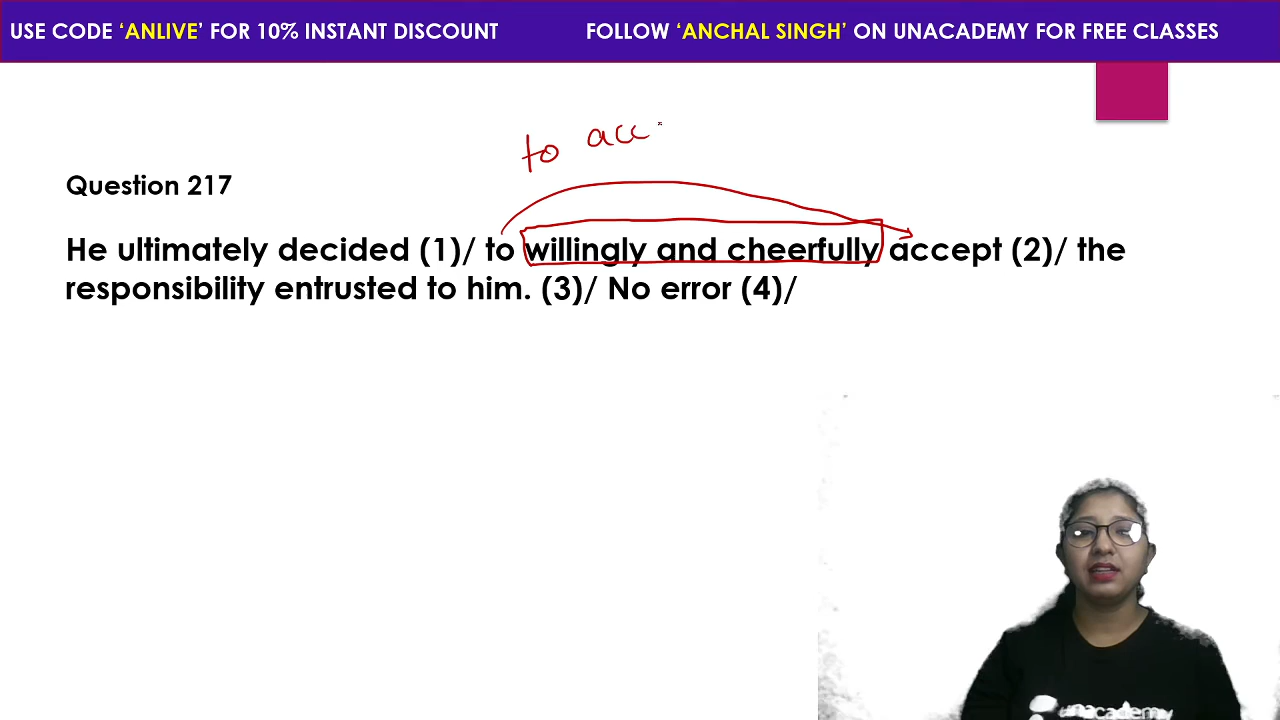 USE CODE ‘ANLIVE’ FOR 10% INSTANT DISCOUNT FOLLOW ‘ANCHAL SINGH’ ON UNACADEMY FOR FREE CLASSES
to acc
Question 217
He ultimately decided (1)/ to willingly and cheerfully accept (2)/ the
responsibility entrusted to him. (3)/ No error (4)/
unacademy